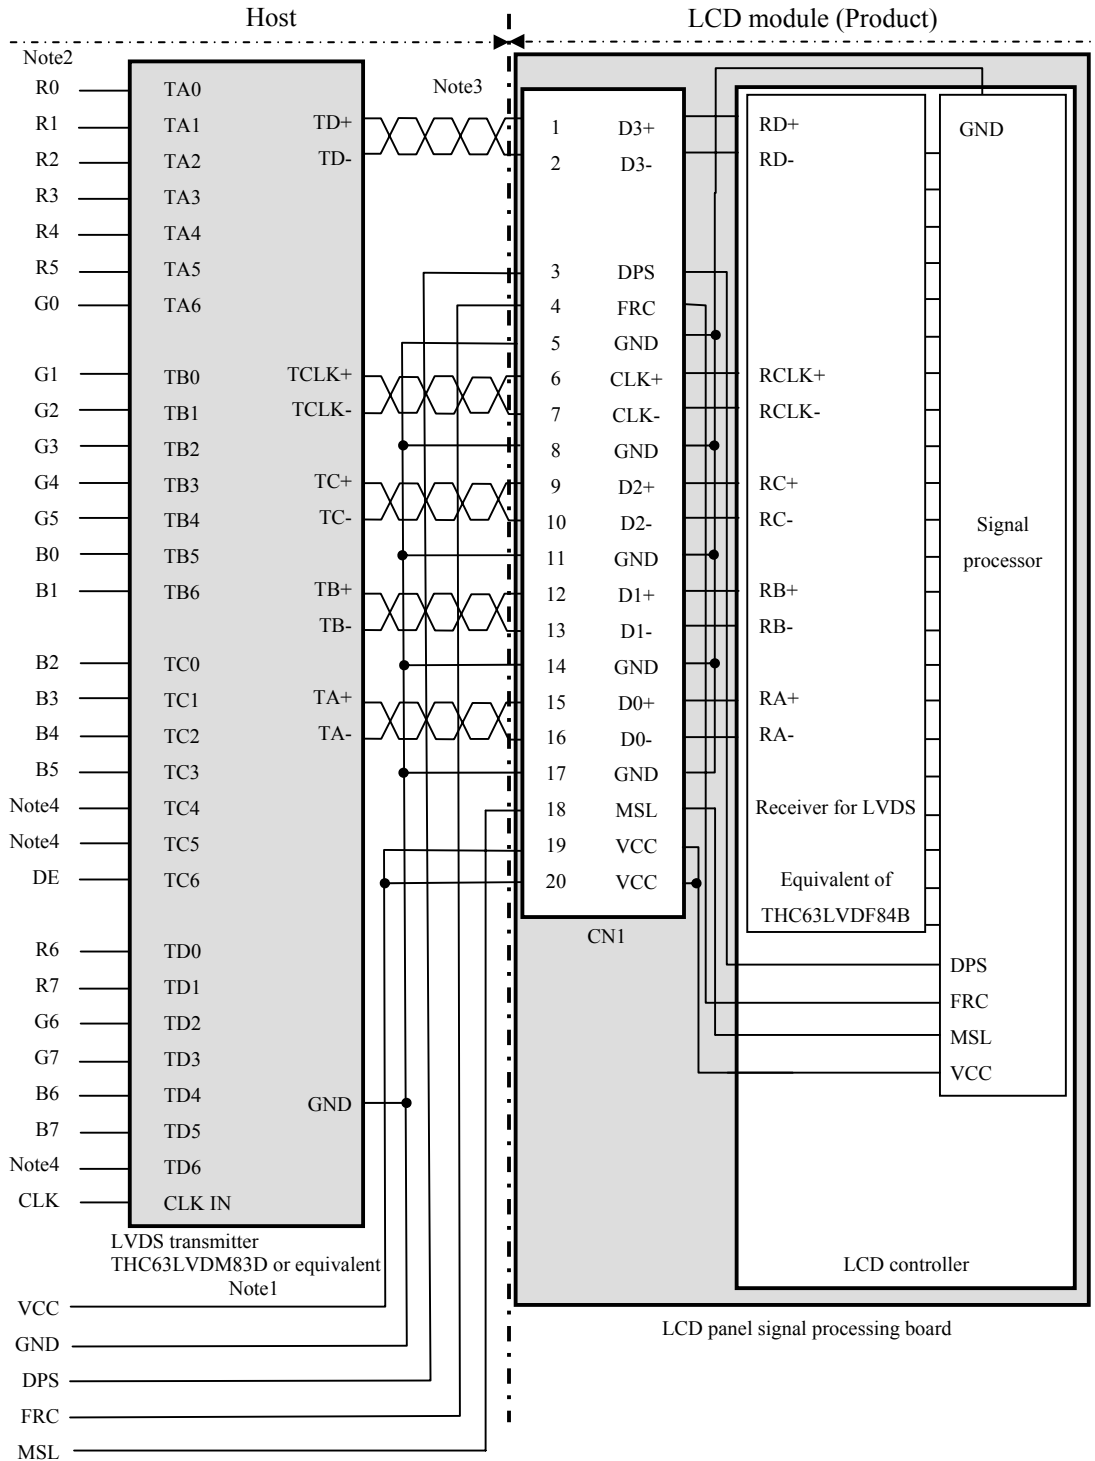 Host
LCD module (Product)
Note2
R0 TA0
Note3
R1 TA1 TD+ 1 D3+ RD+ GND
R2 TA2 TD- 2 D3- RD-
R3 TA3
R4 TA4
R5 TA5 3 DPS
G0 TA6 4 FRC
5 GND
G1 TB0 TCLK+ 6 CLK+ RCLK+
G2 TB1 TCLK- 7 CLK- RCLK-
G3 TB2 8 GND
G4 TB3 TC+ 9 D2+ RC+
G5 TB4 TC- 10 D2- RC- Signal
B0 TB5 11 GND processor
B1 TB6 TB+ 12 D1+ RB+
TB- 13 D1- RB-
B2 TC0 14 GND
B3 TC1 TA+ 15 D0+ RA+
B4 TC2 TA- 16 D0- RA-
B5 TC3 17 GND
Note4 TC4 18 MSL Receiver for LVDS
Note4 TC5 19 VCC
DE TC6 20 VCC Equivalent of
THC63LVDF84B
CN1
R6 TD0
DPS
R7 TD1
FRC
G6 TD2
MSL
G7 TD3
VCC
B6 TD4 GND
B7 TD5
Note4 TD6
CLK CLK IN
LVDS transmitter
THC63LVDM83D or equivalent
LCD controller
Note1
VCC
LCD panel signal processing board
GND
DPS
FRC
MSL